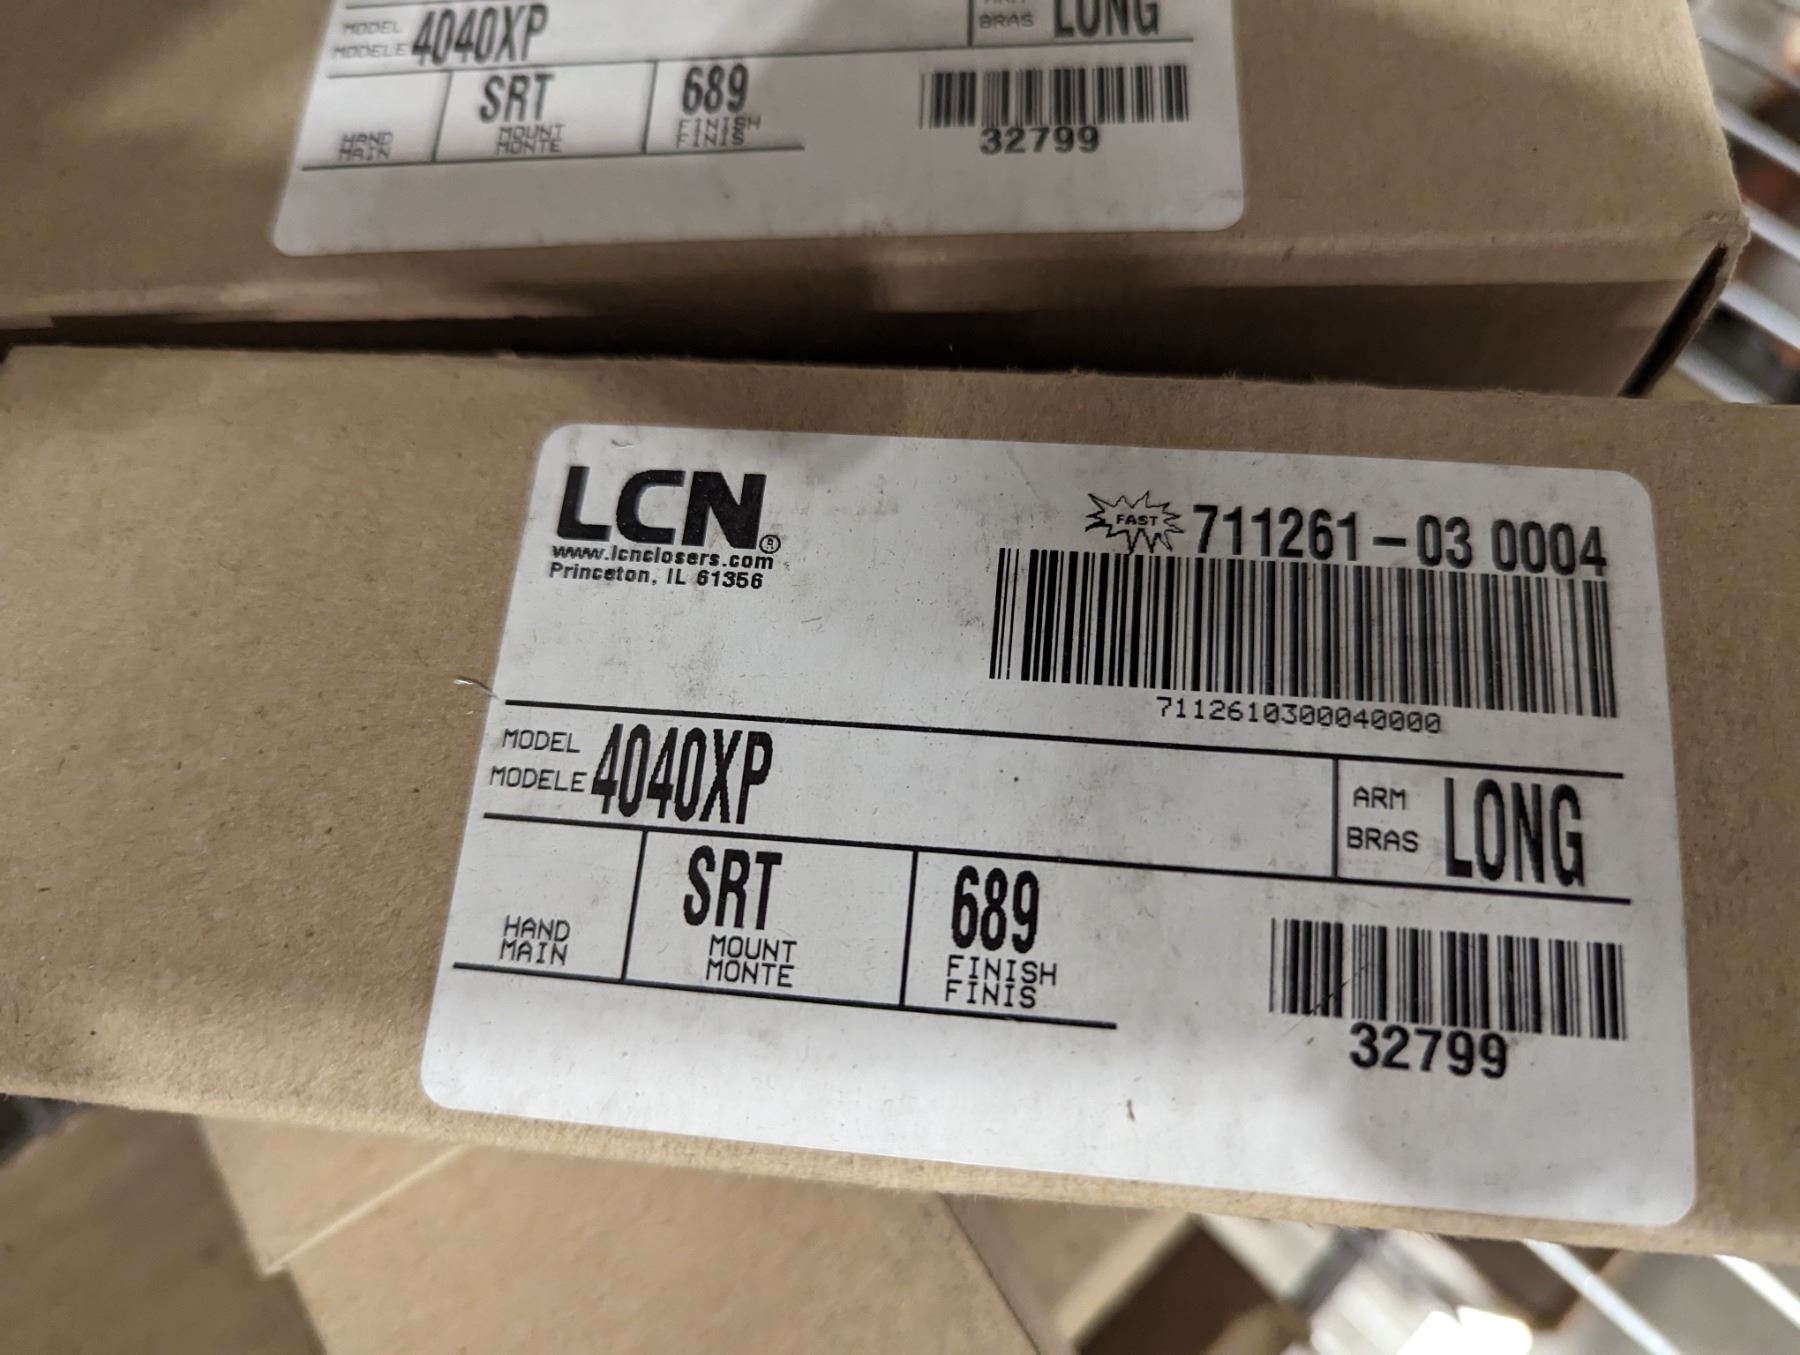 MODEL
MODELE 4040XP
BRAS LONG
HAND
MAIN
SRT
MOUNT
MONTE
689
FINISH
FINIS
32799
LCN®
www.lcnclosers.com
Princeton, IL 61356
FAST 711261-03 0004
7112610300040000
MODEL
MODELE 4040XP
ARM
BRAS LONG
HAND
MAIN
SRT
MOUNT
MONTE
689
FINISH
FINIS
32799